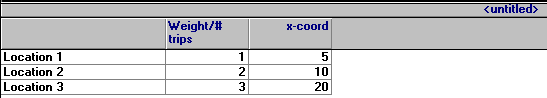 <untitled>
Weight/# x-coord
trips
Location 1 1 5
Location 2 2 10
Location 3 3 20